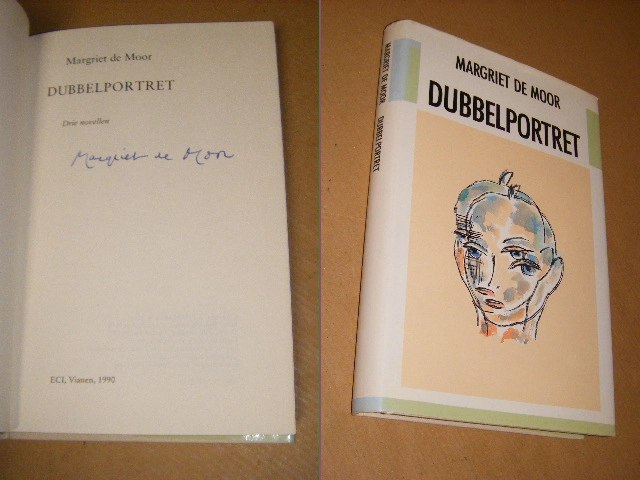 Margriet de Moor
DUBBELPORTRET
Drie novellen
Margriet de Moor
ECI, Vianen, 1990
MARGRIET DE MOOR DUBBELPORTRET
MARGRIET DE MOOR
DUBBELPORTRET